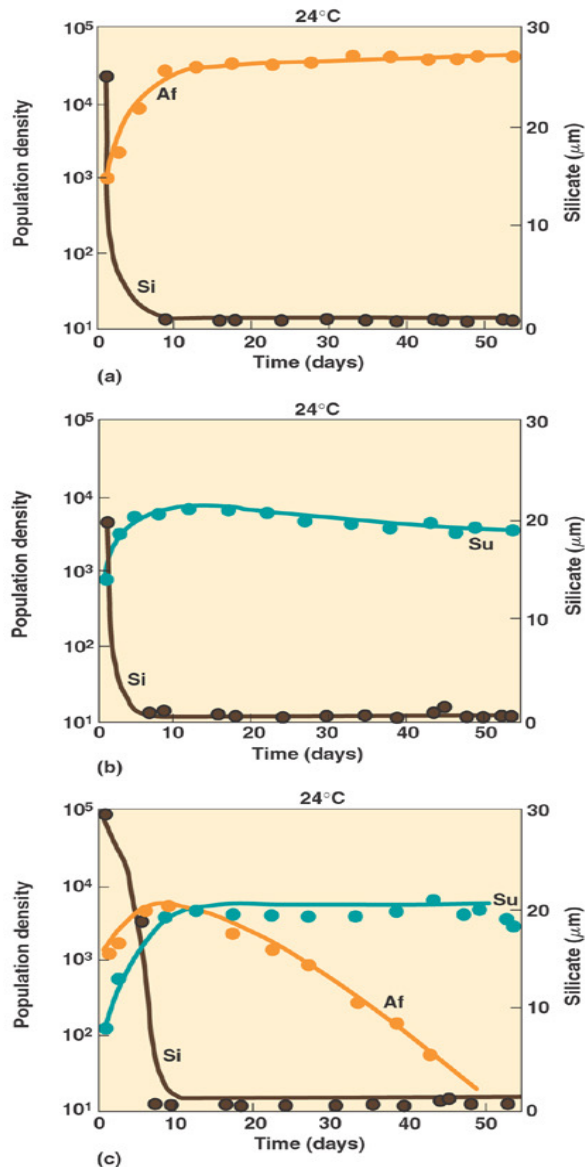 24°C
10⁵ 30
10⁴ Af 20
Population density Silicate (μm)
10³
10
10² Si
10¹ 0
0 10 20 30 40 50
Time (days)
(a)
24°C
10⁵ 30
10⁴ 20
Population density Su Silicate (μm)
10³
10
10² Si
10¹ 0
0 10 20 30 40 50
Time (days)
(b)
24°C
10⁵ 30
10⁴ Su 20
Population density Silicate (μm)
10³ Af
10
10² Si
10¹ 0
0 10 20 30 40 50
Time (days)
(c)